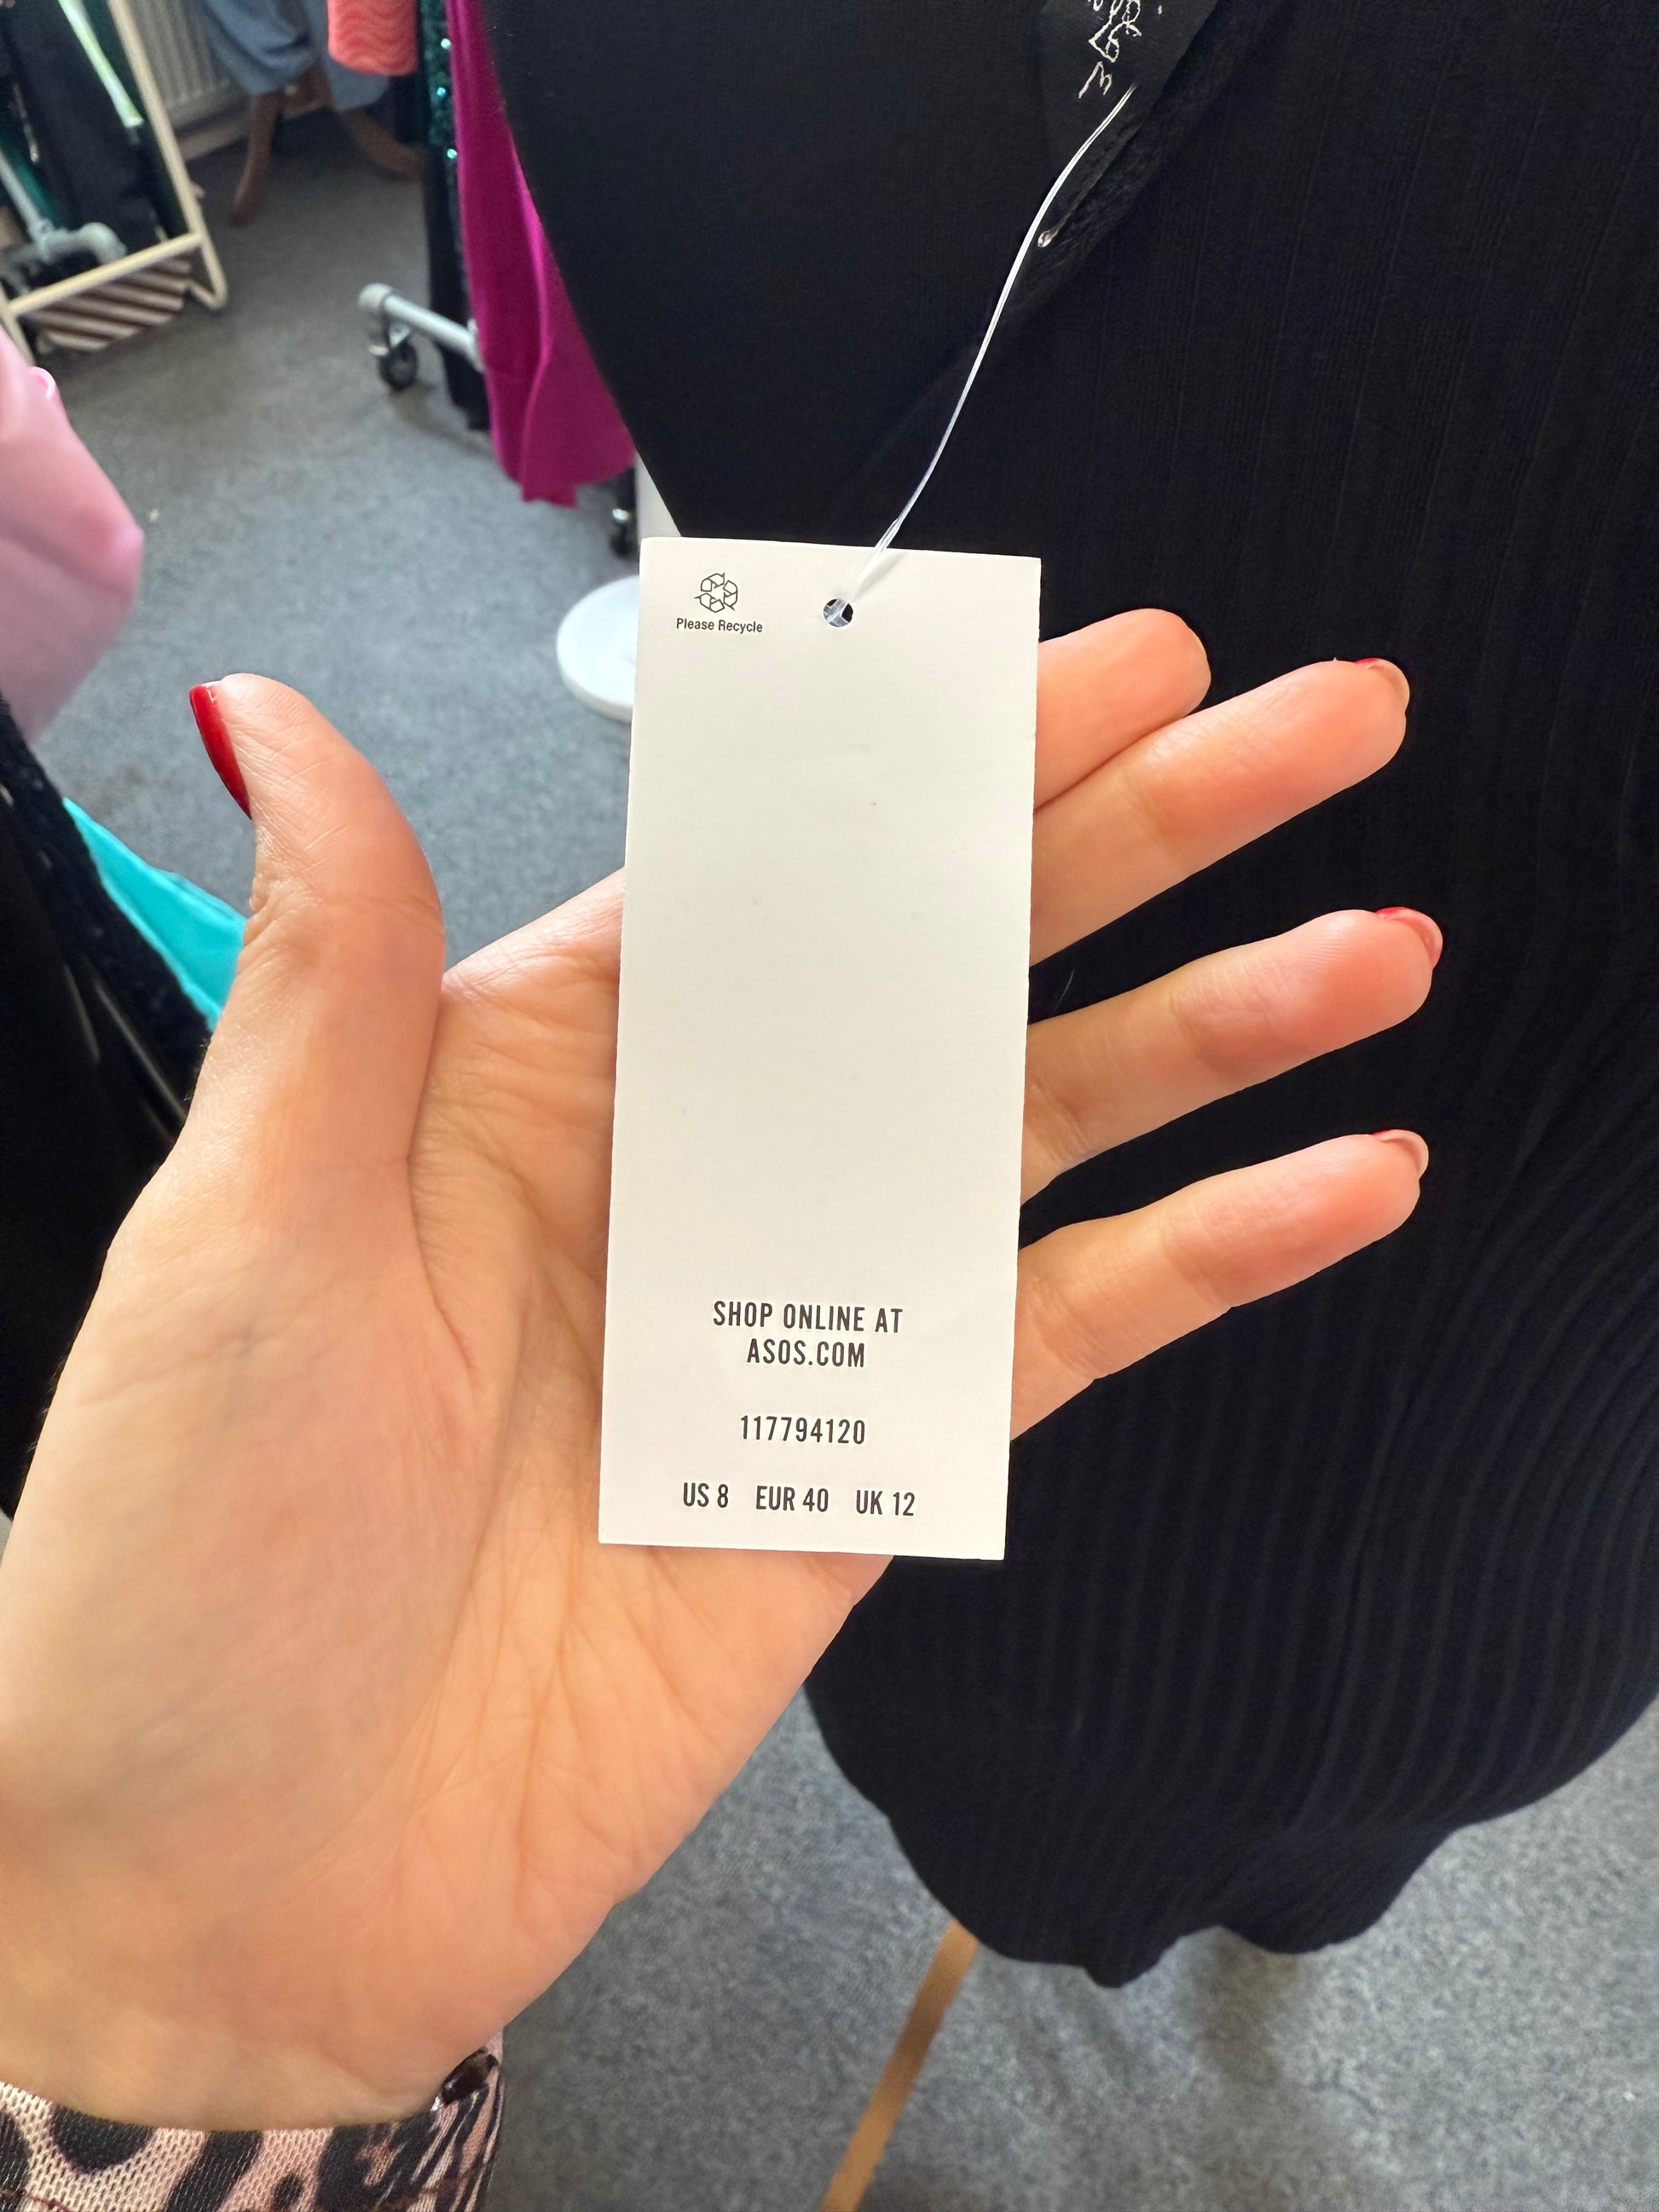 Please Recycle
SHOP ONLINE AT
ASOS.COM
117794120
US 8 EUR 40 UK 12